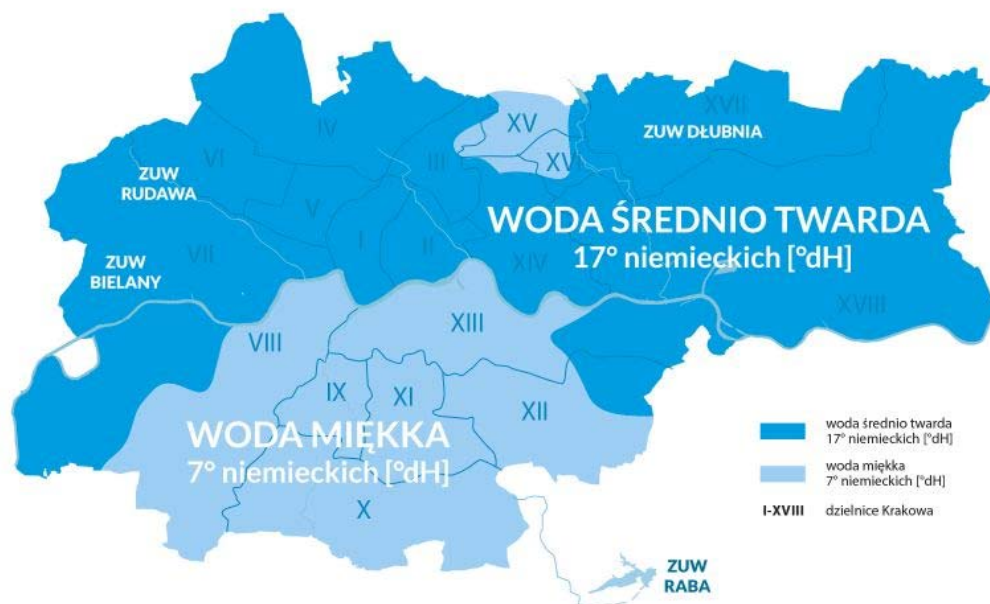 IV
XV
XVII
ZUW DŁUBNIA
III
XVI
VI
ZUW
RUDAWA
V
WODA ŚREDNIO TWARDA
17° niemieckich [°dH]
I
II
XIV
VII
ZUW
BIELANY
XVIII
XIII
VIII
IX
XI
XII
WODA MIĘKKA
7° niemieckich [°dH]
X
woda średnio twarda
17° niemieckich [°dH]
woda miękka
7° niemieckich [°dH]
I-XVIII dzielnice Krakowa
ZUW
RABA